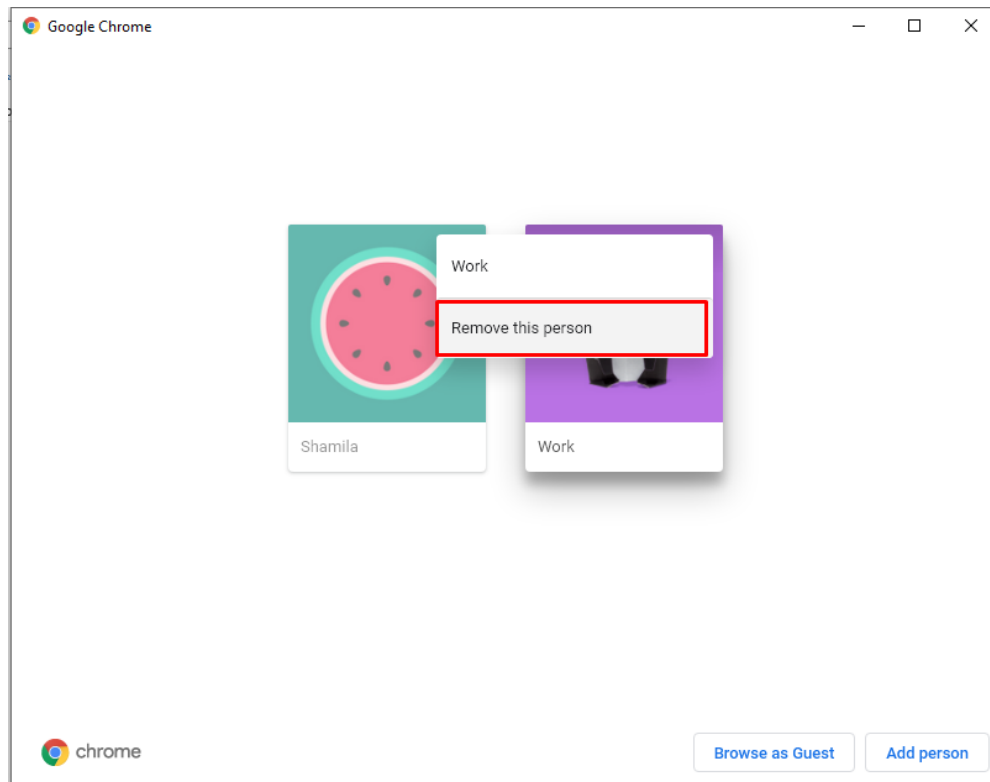 Google Chrome
Work
Remove this person
Shamila
Work
chrome
Browse as Guest
Add person